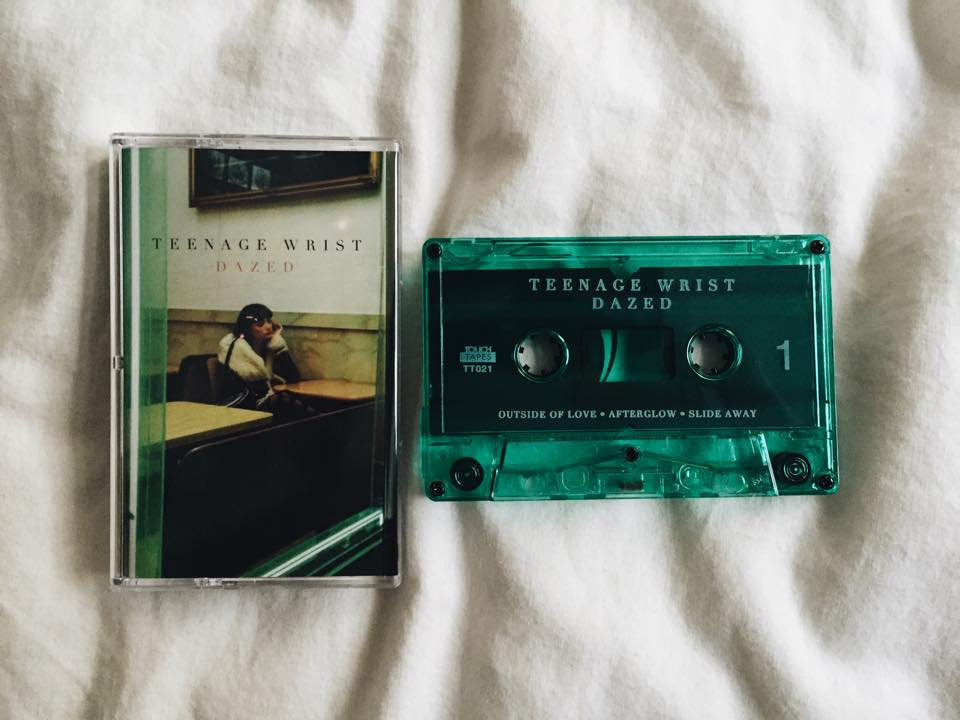 TEENAGE WRIST
DAZED
TEENAGE WRIST
DAZED
TOUCH
TAPES
TT021
1
OUTSIDE OF LOVE • AFTERGLOW • SLIDE AWAY